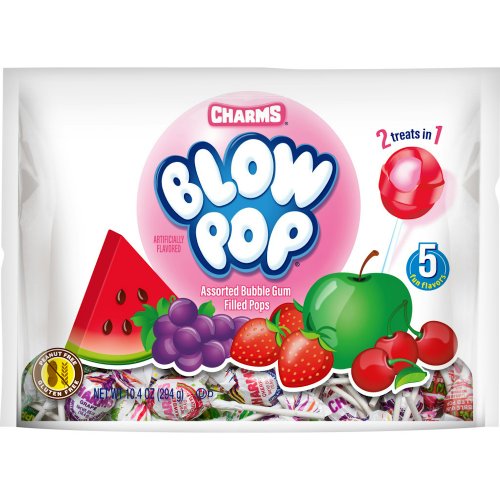 CHARMS®
2 treats in 1
BLOW
POP®
ARTIFICIALLY
FLAVORED
Assorted Bubble Gum
Filled Pops
5
fun flavors
PEANUT FREE
GLUTEN FREE
NET WT 10.4 OZ (294 g)